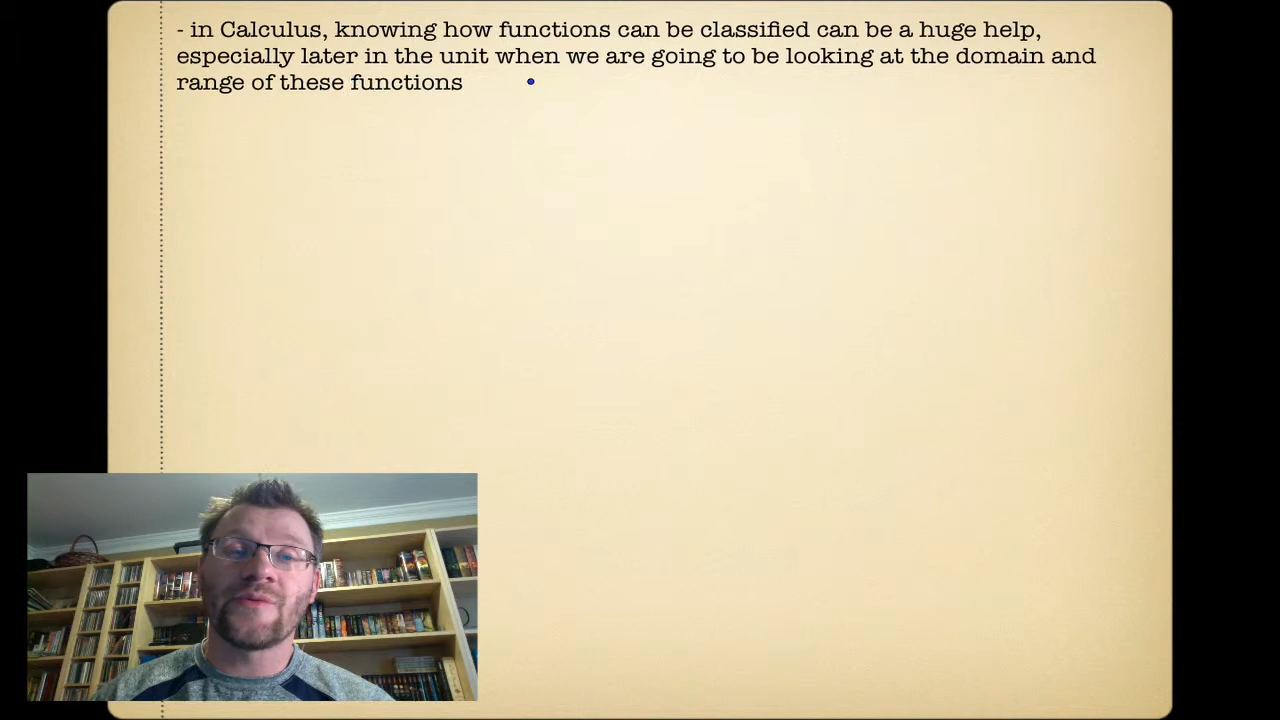 - in Calculus, knowing how functions can be classified can be a huge help,
especially later in the unit when we are going to be looking at the domain and
range of these functions